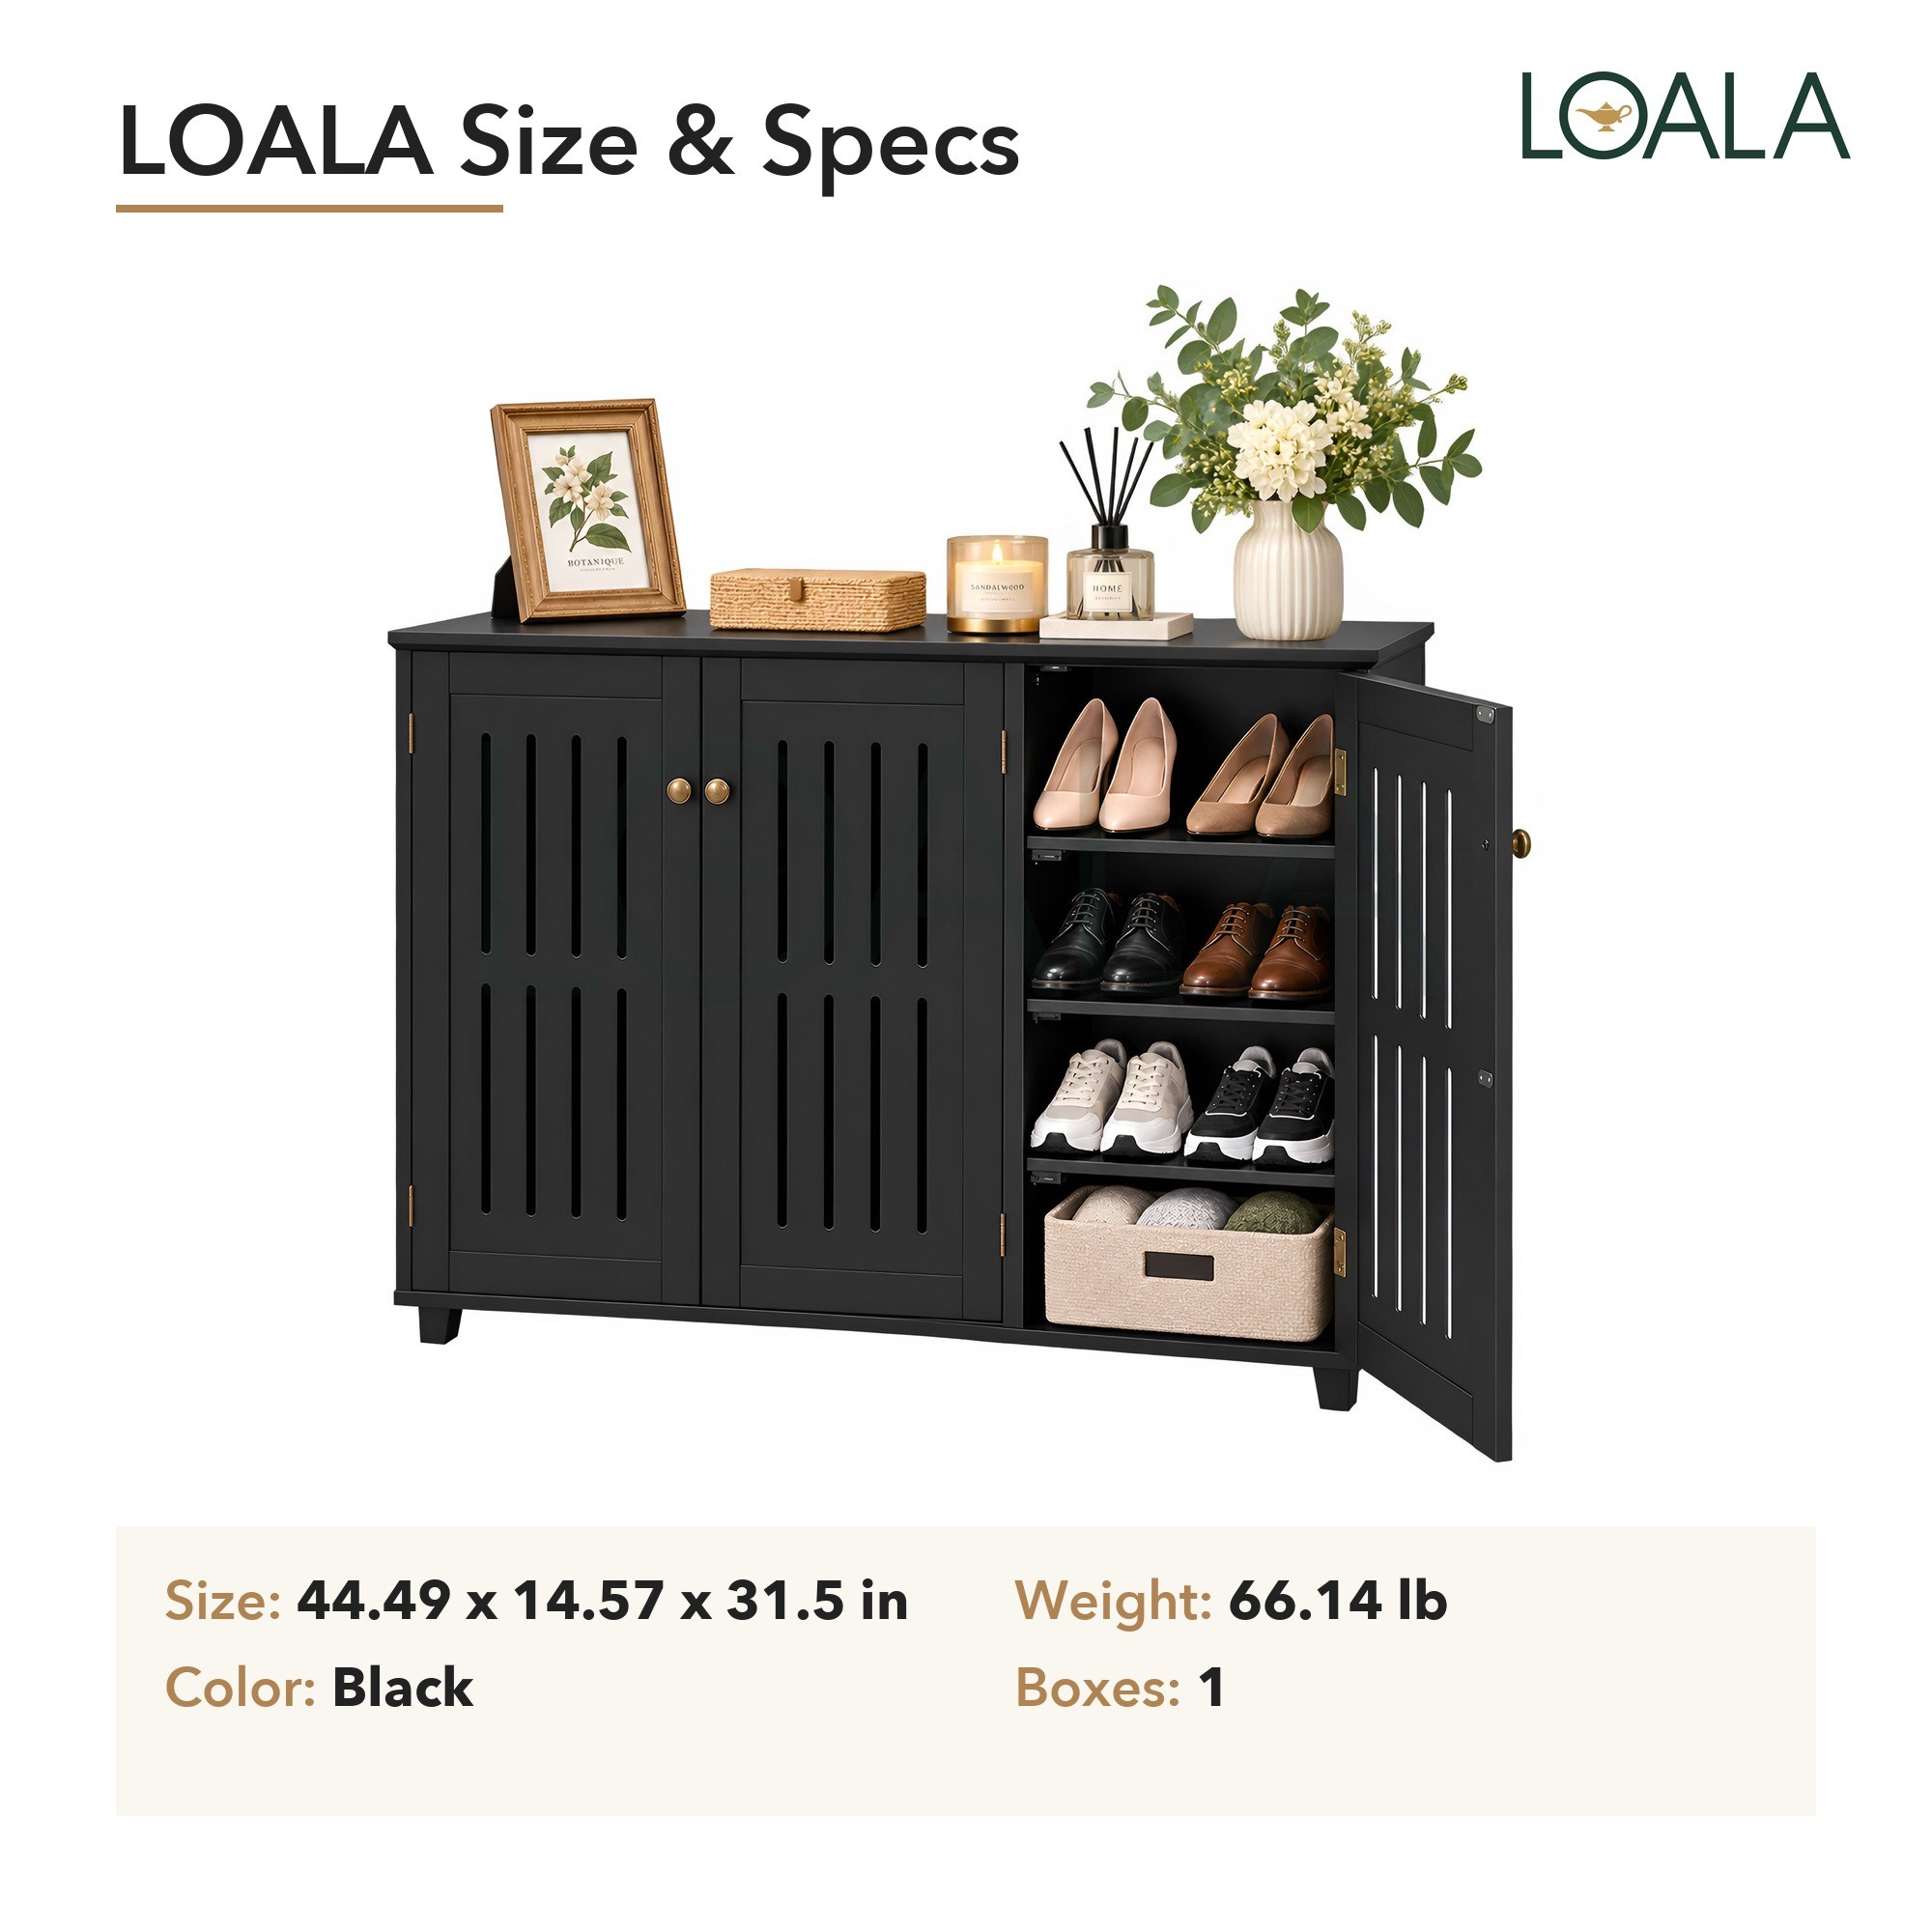 LOALA Size & Specs
LOALA
BOTANIQUE
SANDALWOOD
HOME
Size: 44.49 x 14.57 x 31.5 in
Weight: 66.14 lb
Color: Black
Boxes: 1